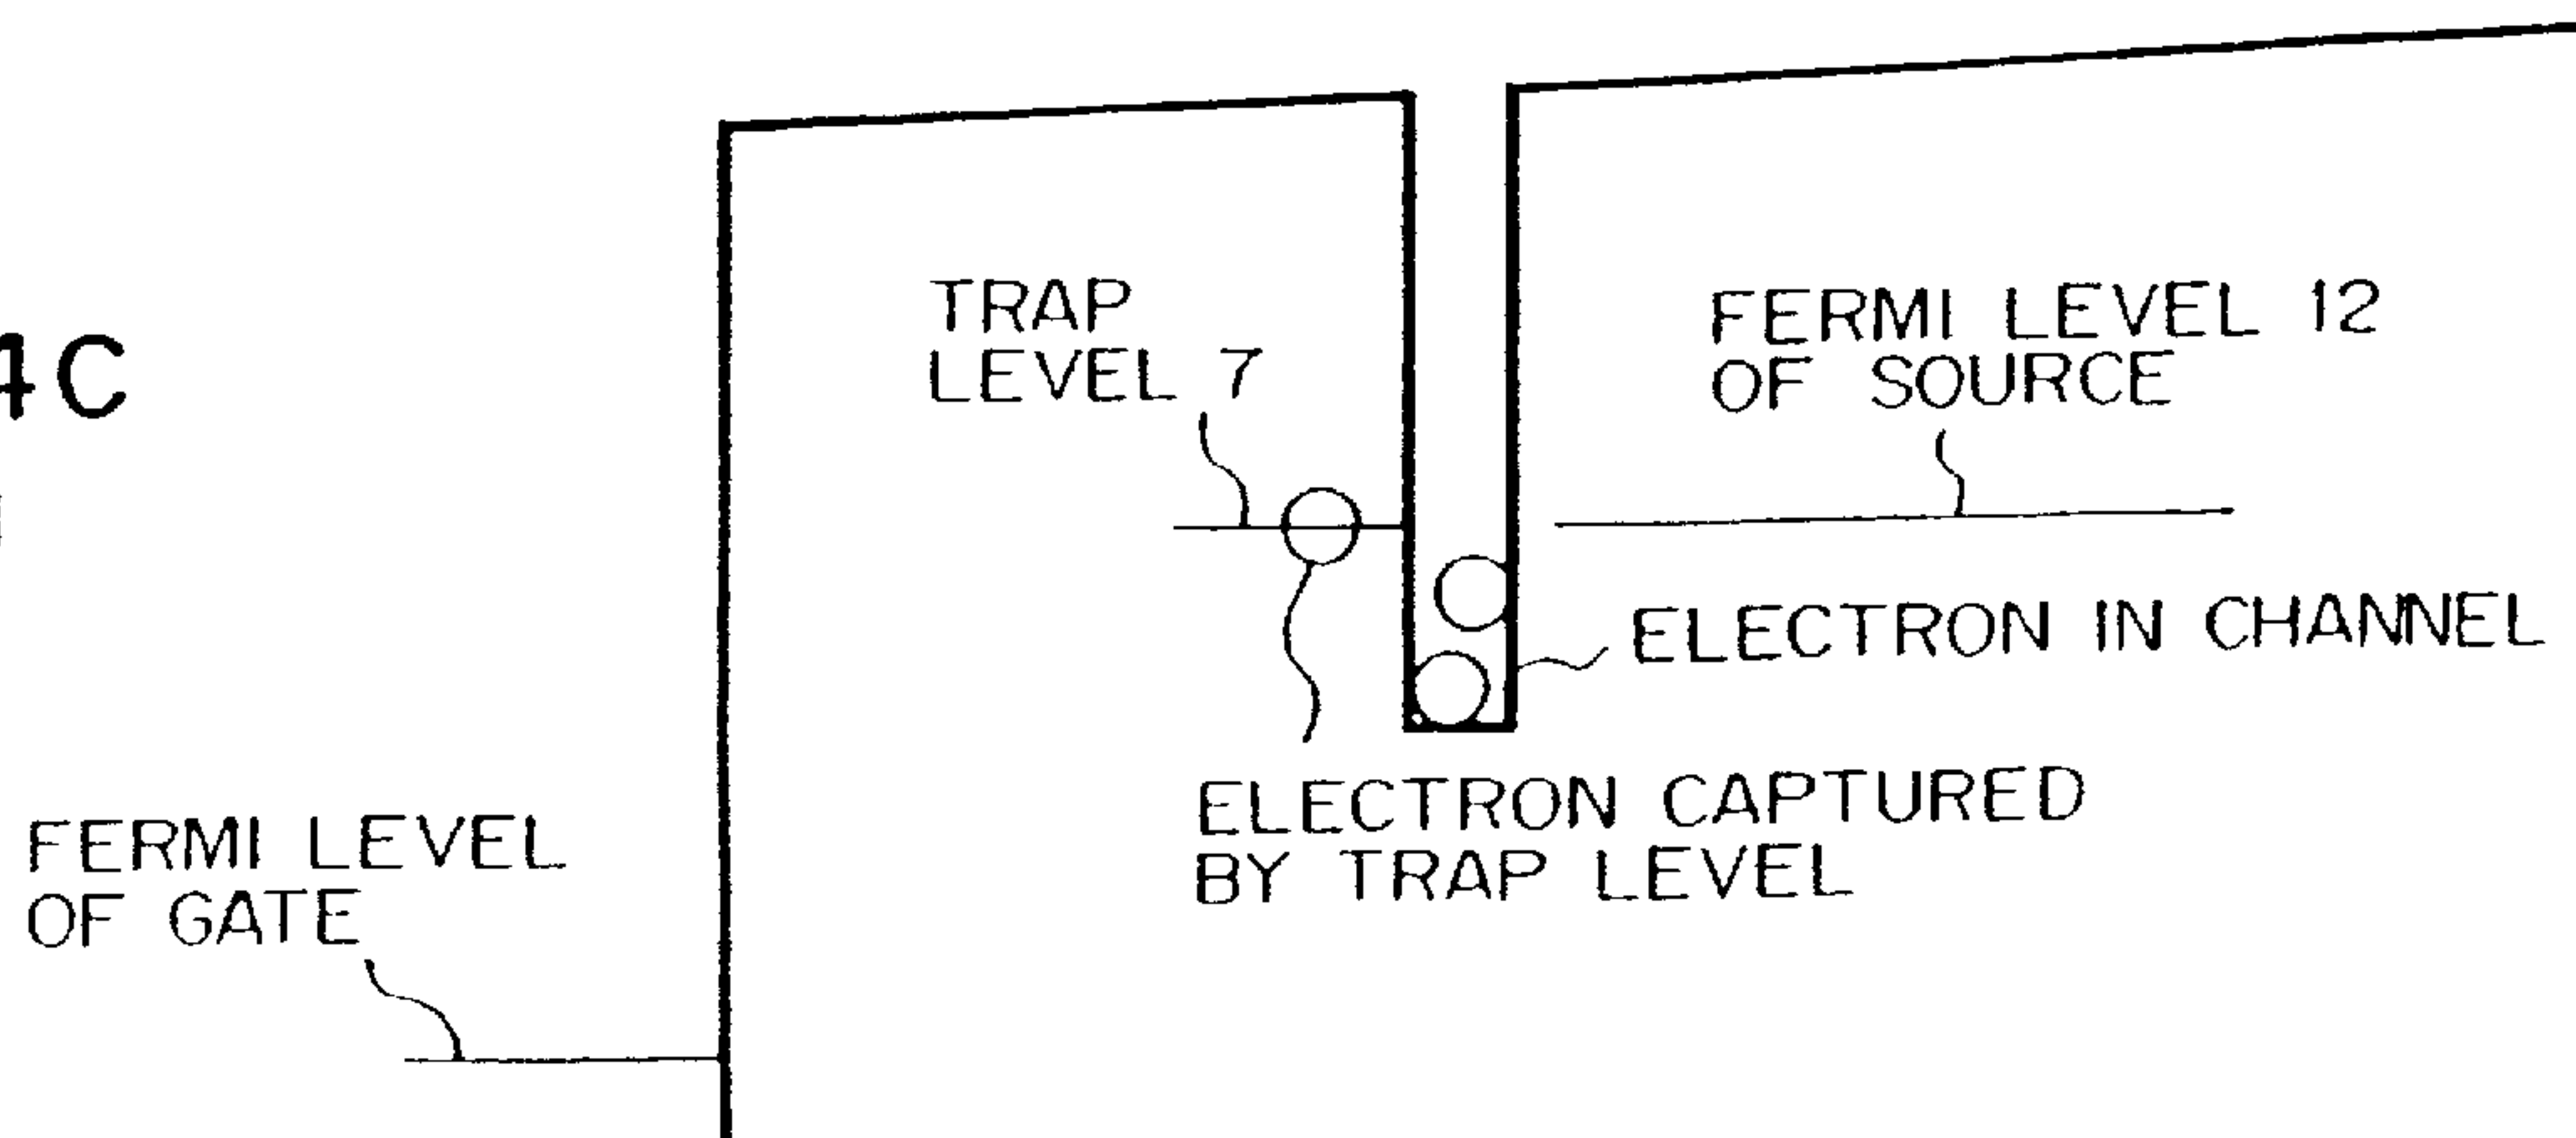 4C
TRAP
LEVEL 7
FERMI LEVEL 12
OF SOURCE
ELECTRON IN CHANNEL
ELECTRON CAPTURED
BY TRAP LEVEL
FERMI LEVEL
OF GATE